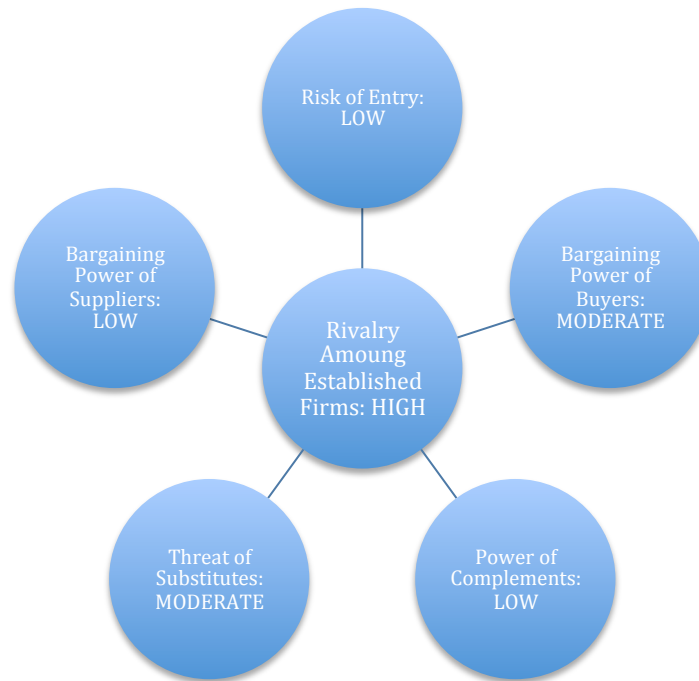 Risk of Entry:
LOW
Bargaining
Power of
Suppliers:
LOW
Bargaining
Power of
Buyers:
MODERATE
Rivalry
Amoung
Established
Firms: HIGH
Threat of
Substitutes:
MODERATE
Power of
Complements:
LOW